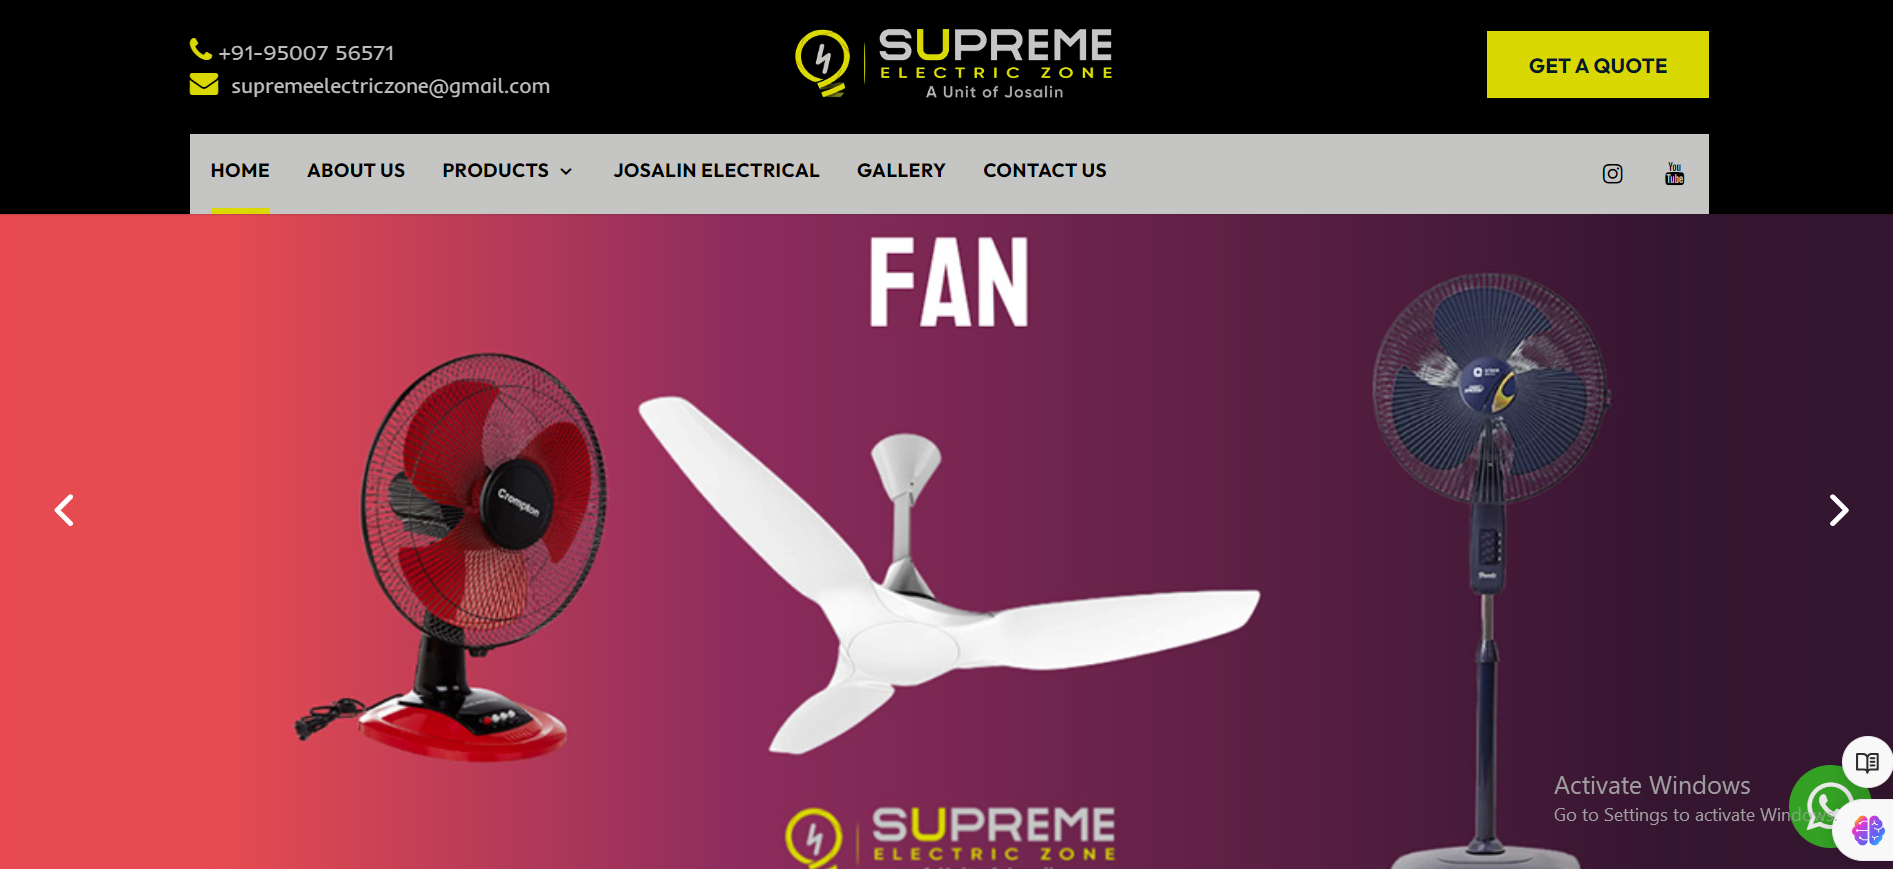 +91-95007 56571
supremeelectriczone@gmail.com
SUPREME
ELECTRIC ZONE
A Unit of Josalin
GET A QUOTE
HOME ABOUT US PRODUCTS JOSALIN ELECTRICAL GALLERY CONTACT US
You
Tube
FAN
Crompton
Activate Windows
Go to Settings to activate Windows.
SUPREME
ELECTRIC ZONE